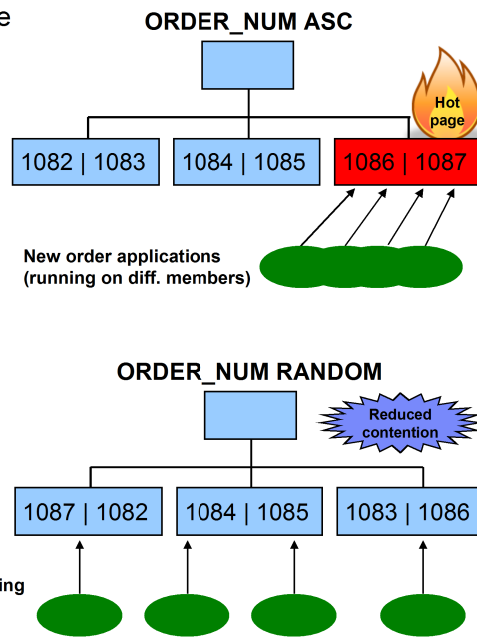 e
ORDER_NUM ASC
Hot
page
1082 | 1083
1084 | 1085
1086 | 1087
New order applications
(running on diff. members)
ORDER_NUM RANDOM
Reduced
contention
1087 | 1082
1084 | 1085
1083 | 1086
ing